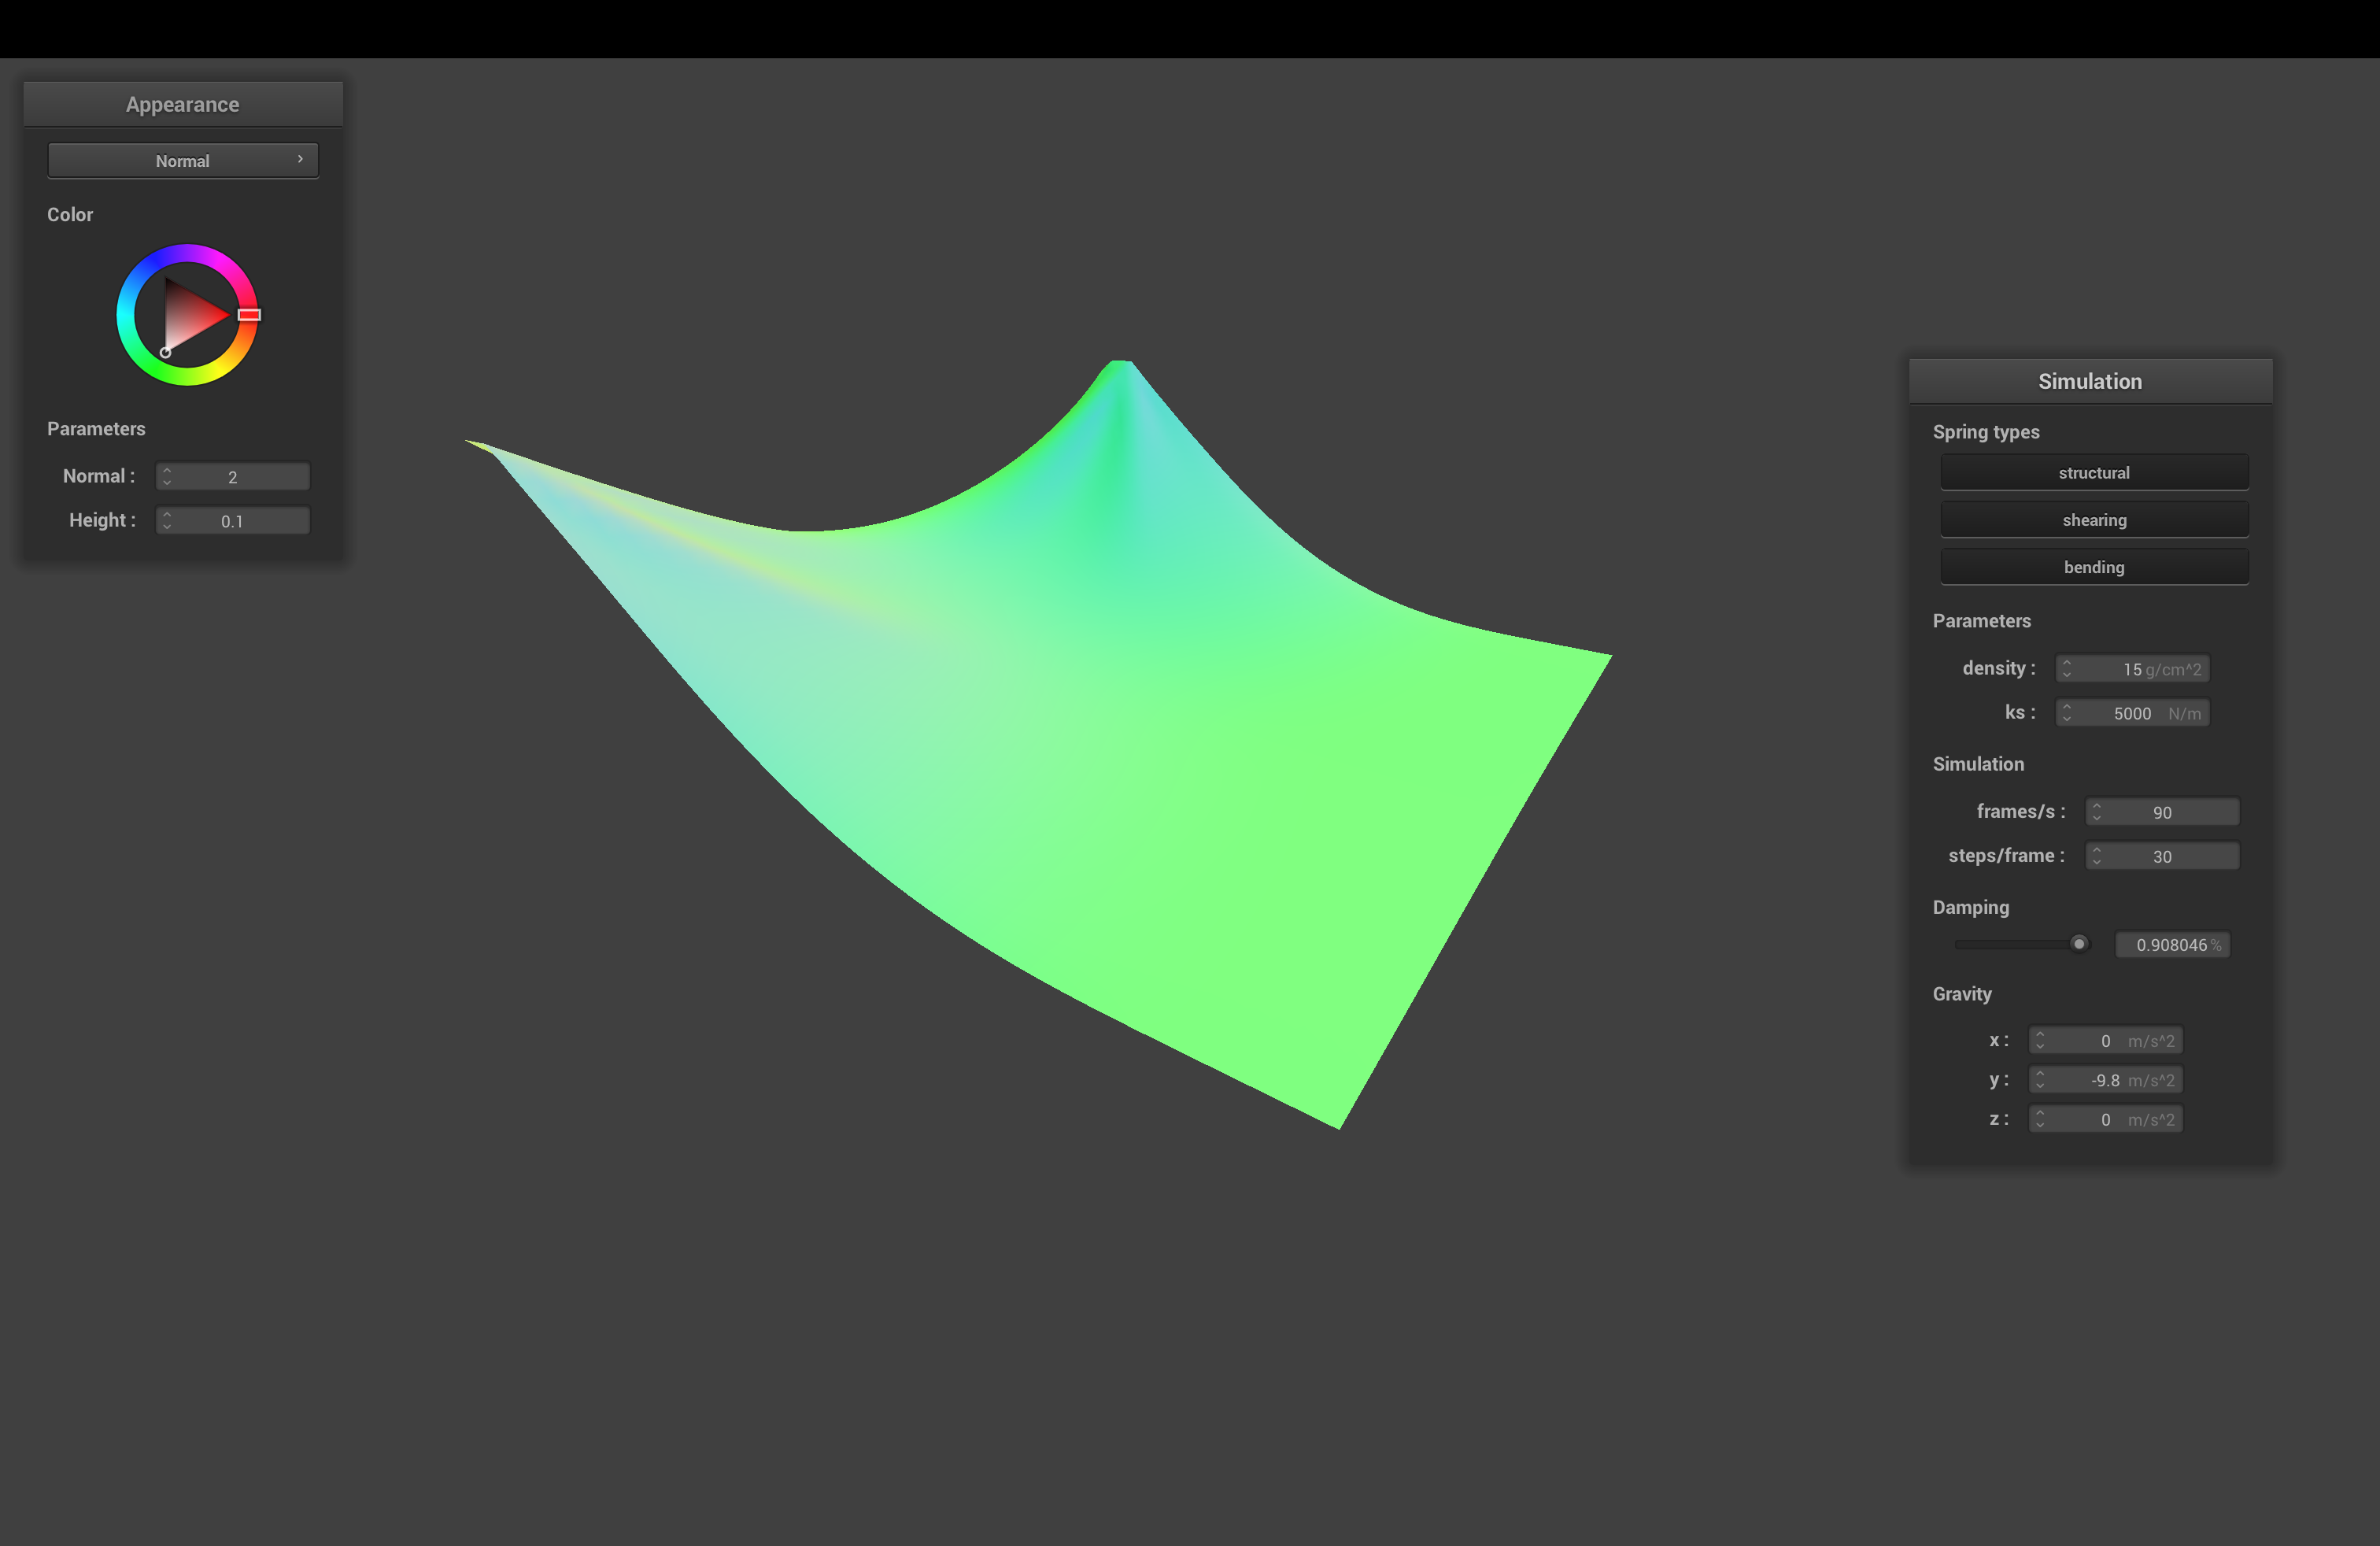 Appearance
Normal
Color
Parameters
Normal : 2
Height : 0.1
Simulation
Spring types
structural
shearing
bending
Parameters
density : 15 g/cm^2
ks : 5000 N/m
Simulation
frames/s : 90
steps/frame : 30
Damping
0.908046 %
Gravity
x : 0 m/s^2
y : -9.8 m/s^2
z : 0 m/s^2